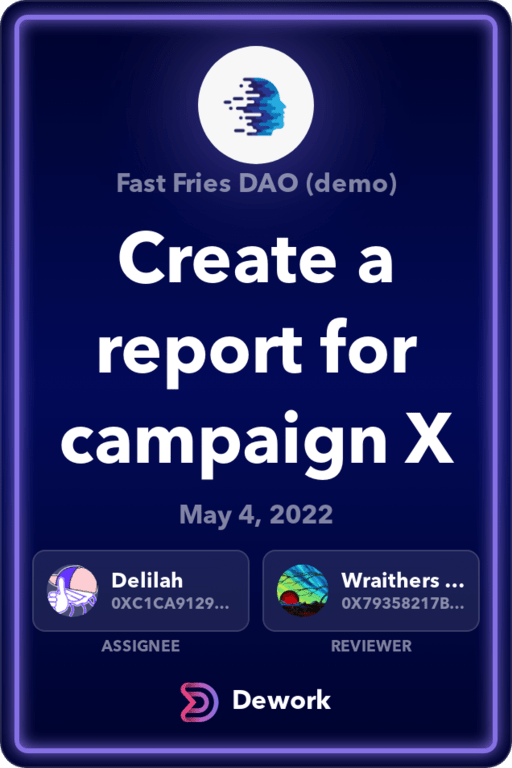 Fast Fries DAO (demo)
Create a
report for
campaign X
May 4, 2022
Delilah
0XC1CA9129...
ASSIGNEE
Wraithers ...
0X79358217B...
REVIEWER
Dework